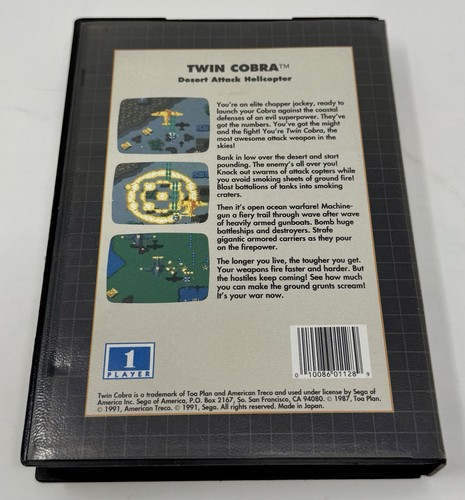 TWIN COBRA™
Desert Attack Helicopter
You're an elite chopper jockey, ready to
launch your Cobra against the coastal
defenses of an evil superpower. They've
got the numbers. You've got the might
and the fight! You're Twin Cobra, the
most awesome attack weapon in the
skies!
Bank in low over the desert and start
pounding. The enemy's all over you!
Knock out swarms of attack copters while
you avoid smoking sheets of ground fire!
Blast battalions of tanks into smoking
craters.
Then it's open ocean warfare! Machine-
gun a fiery trail through wave after wave
of heavily armed gunboats. Bomb huge
battleships and destroyers. Strafe
gigantic armored carriers as they pour
on the firepower.
The longer you live, the tougher you get.
Your weapons fire faster and harder. But
the hostiles keep coming! See how much
you can make the ground grunts scream!
It's your war now.
1
PLAYER
0 10086 01128 9
Twin Cobra is a trademark of Toa Plan and American Treco and used under license by Sega of
America Inc. Sega of America, P.O. Box 2167, So. San Francisco, CA 94080. © 1987, Toa Plan.
© 1991, American Treco. © 1991, Sega. All rights reserved. Made in Japan.